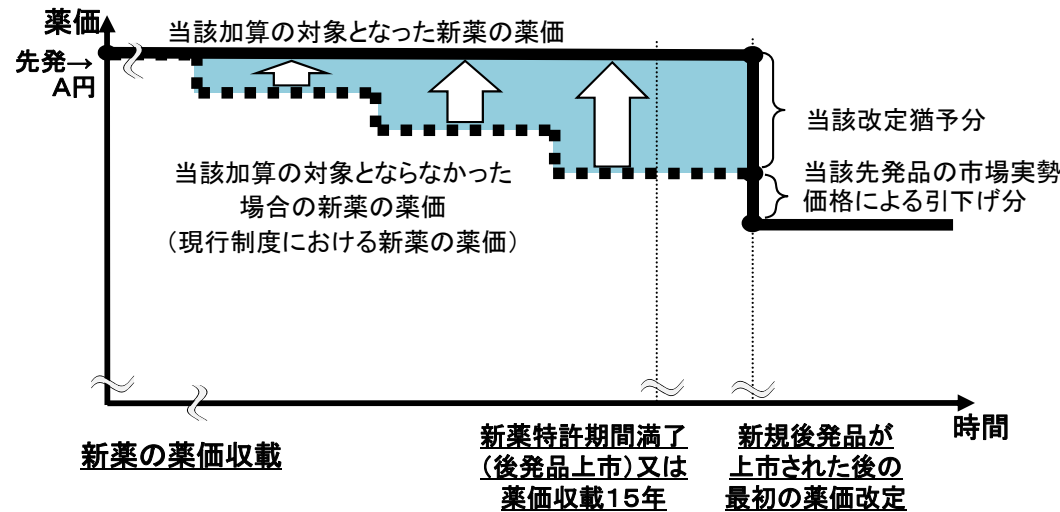 薬価
当該加算の対象となった新薬の薬価
先発→
A円
当該改定猶予分
当該加算の対象とならなかった
場合の新薬の薬価
（現行制度における新薬の薬価）
当該先発品の市場実勢
価格による引下げ分
時間
新薬の薬価収載
新薬特許期間満了
（後発品上市）又は
薬価収載１５年
新規後発品が
上市された後の
最初の薬価改定